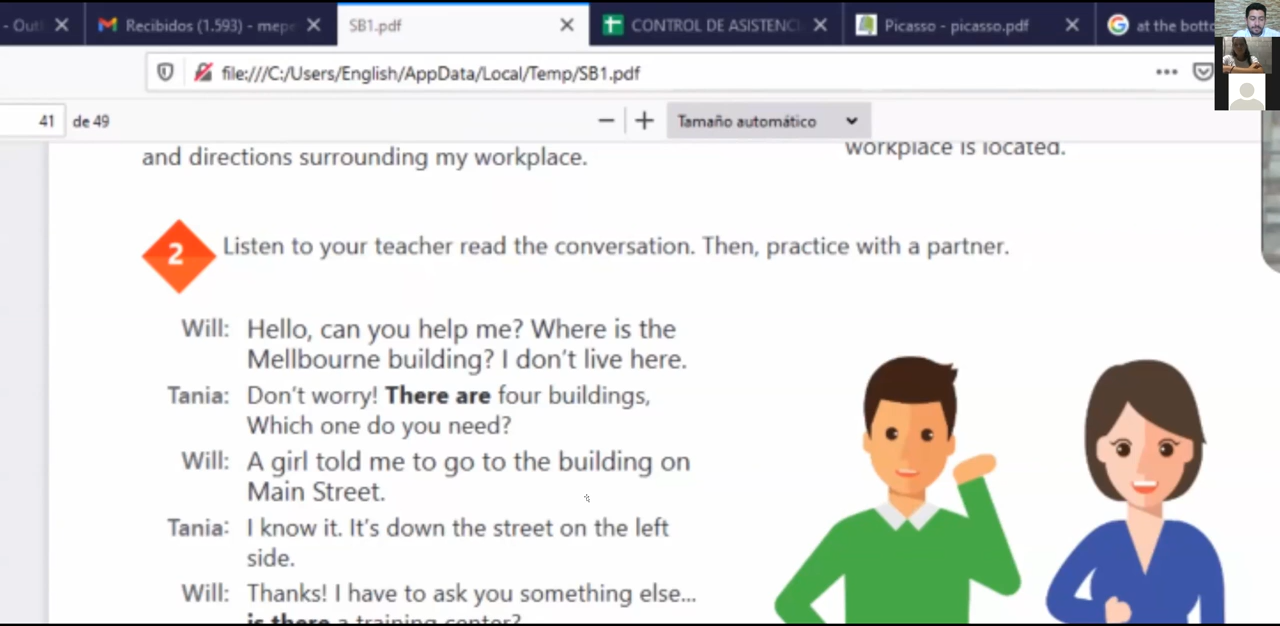 - Out
Recibidos (1.593) - mepe
SB1.pdf
CONTROL DE ASISTENCI
Picasso - picasso.pdf
at the botto
file:///C:/Users/English/AppData/Local/Temp/SB1.pdf
41 de 49
Tamaño automático
and directions surrounding my workplace.
workplace is located.
2 Listen to your teacher read the conversation. Then, practice with a partner.
Will: Hello, can you help me? Where is the
Mellbourne building? I don't live here.
Tania: Don't worry! There are four buildings,
Which one do you need?
Will: A girl told me to go to the building on
Main Street.
Tania: I know it. It's down the street on the left
side.
Will: Thanks! I have to ask you something else...
is there a training center?